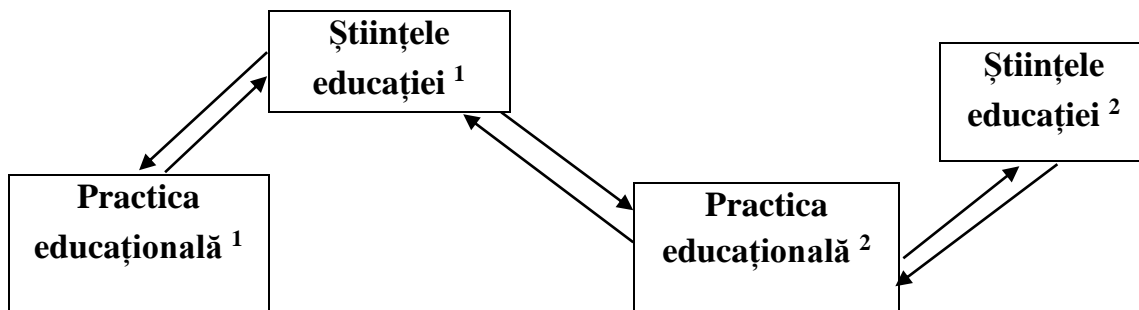 Științele
educației ¹
Științele
educației ²
Practica
educațională ¹
Practica
educațională ²